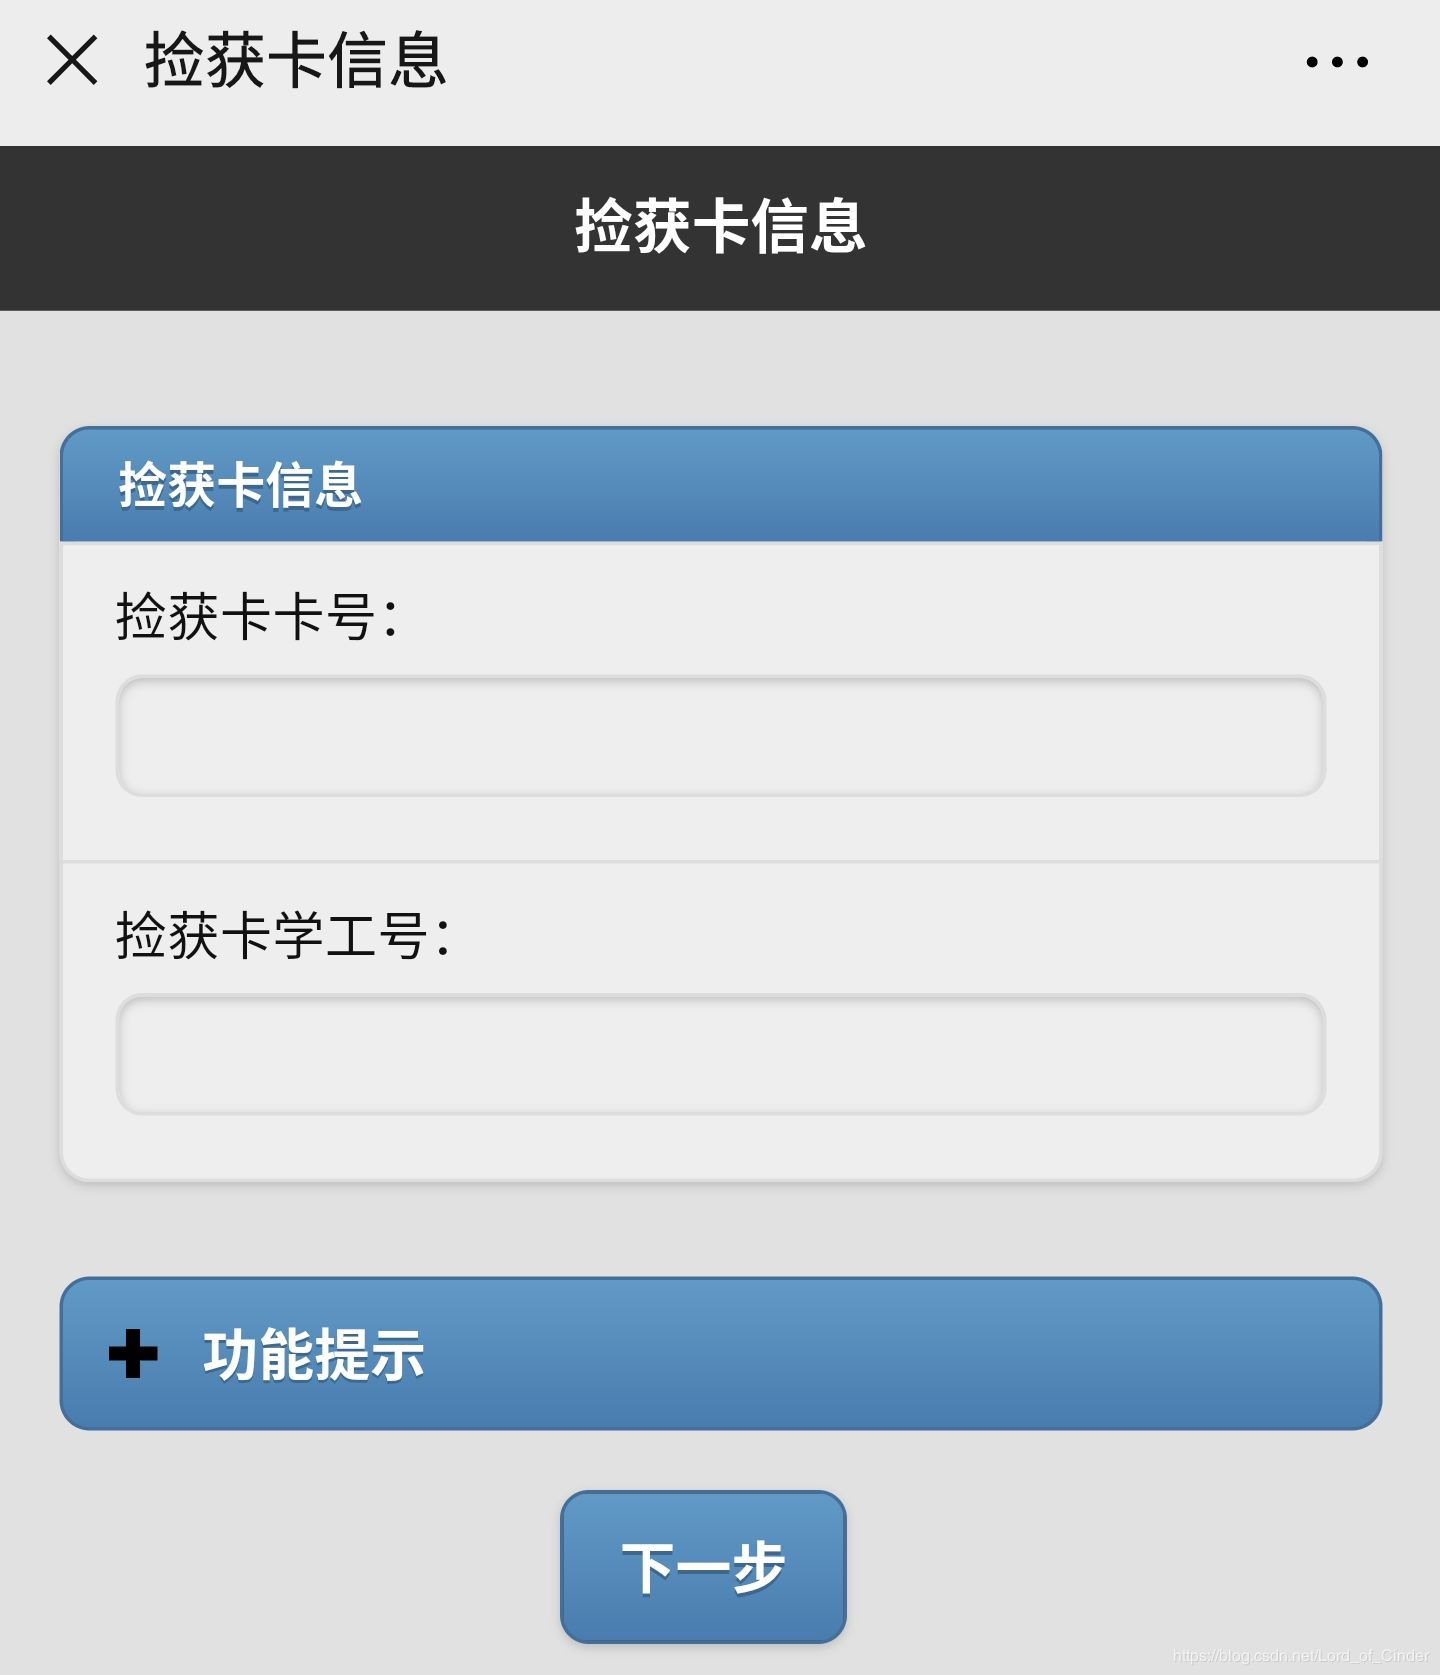 捡获卡信息
捡获卡信息
捡获卡信息
捡获卡卡号：
捡获卡学工号：
功能提示
下一步
https://blog.csdn.net/Lord_of_Cinder